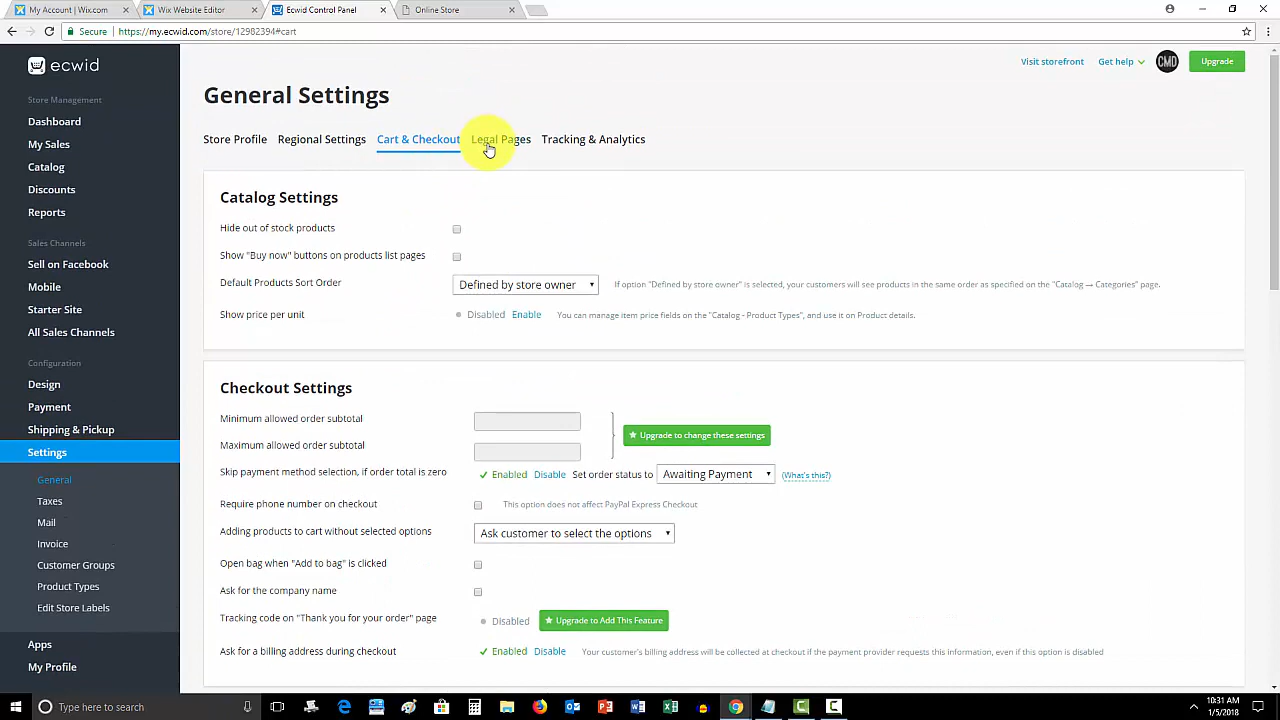 My Account | Wix.com
Wix Website Editor
Ecwid Control Panel
Online Store
Secure
https://my.ecwid.com/store/12982394#cart
ecwid
Visit storefront
Get help
CMD
Upgrade
Store Management
Dashboard
My Sales
Catalog
Discounts
Reports
Sales Channels
Sell on Facebook
Mobile
Starter Site
All Sales Channels
Configuration
Design
Payment
Shipping & Pickup
Settings
General
Taxes
Mail
Invoice
Customer Groups
Product Types
Edit Store Labels
Apps
My Profile
General Settings
Store Profile
Regional Settings
Cart & Checkout
Legal Pages
Tracking & Analytics
Catalog Settings
Hide out of stock products
Show "Buy now" buttons on products list pages
Default Products Sort Order
Defined by store owner
If option "Defined by store owner" is selected, your customers will see products in the same order as specified on the "Catalog → Categories" page.
Show price per unit
Disabled
Enable
You can manage item price fields on the "Catalog - Product Types", and use it on Product details.
Checkout Settings
Minimum allowed order subtotal
Maximum allowed order subtotal
Upgrade to change these settings
Skip payment method selection, if order total is zero
Enabled
Disable
Set order status to
Awaiting Payment
(What's this?)
Require phone number on checkout
This option does not affect PayPal Express Checkout
Adding products to cart without selected options
Ask customer to select the options
Open bag when "Add to bag" is clicked
Ask for the company name
Tracking code on "Thank you for your order" page
Disabled
Upgrade to Add This Feature
Ask for a billing address during checkout
Enabled
Disable
Your customer's billing address will be collected at checkout if the payment provider requests this information, even if this option is disabled
Type here to search
10:31 AM
1/5/2018